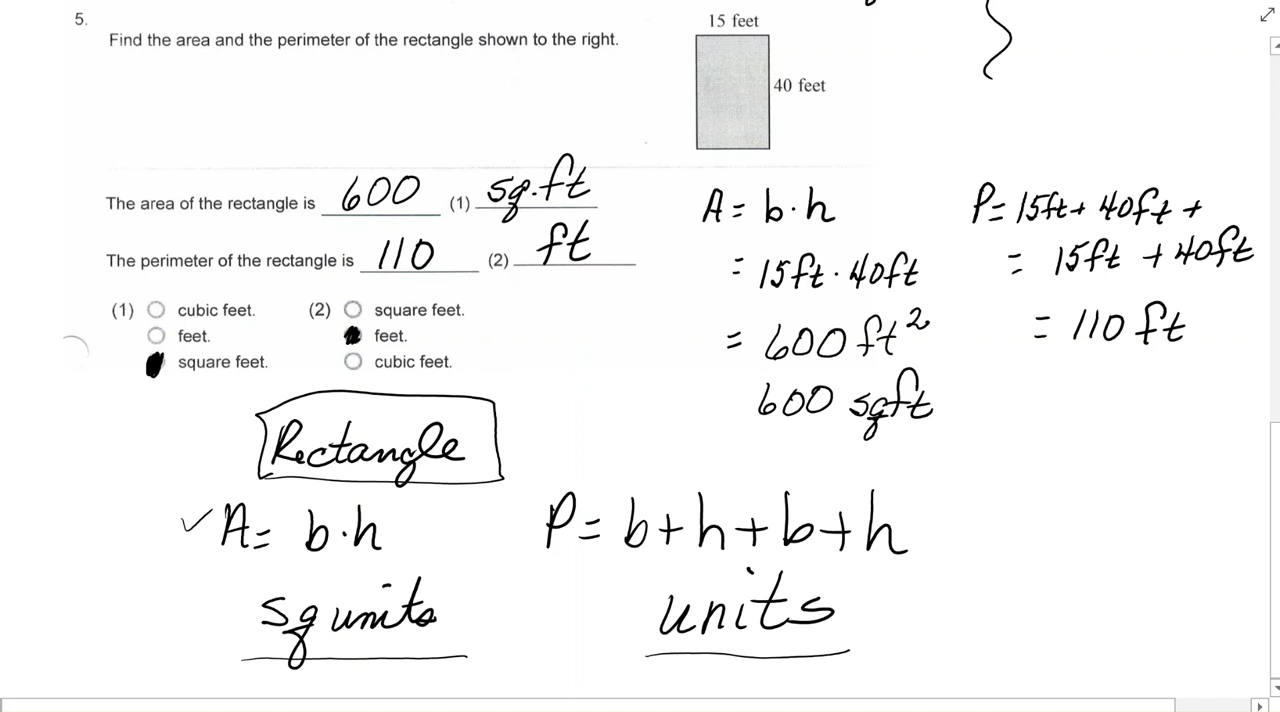 5.
Find the area and the perimeter of the rectangle shown to the right.
15 feet
40 feet
The area of the rectangle is 600 (1) sq.ft
The perimeter of the rectangle is 110 (2) ft
(1) cubic feet. (2) square feet.
feet. feet.
square feet. cubic feet.
A = b·h
= 15ft · 40ft
= 600 ft²
600 sqft
P = 15ft + 40ft +
= 15ft + 40ft
= 110 ft
Rectangle
✓ A = b·h P = b+h+b+h
sq units units